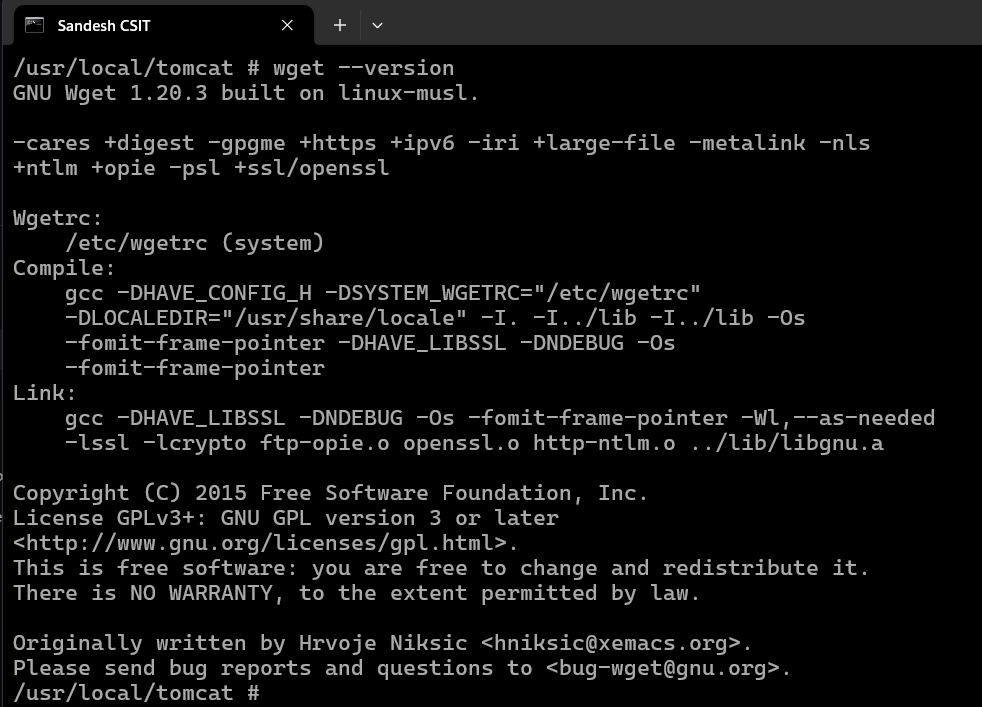 Sandesh CSIT
/usr/local/tomcat # wget --version
GNU Wget 1.20.3 built on linux-musl.
-cares +digest -gpgme +https +ipv6 -iri +large-file -metalink -nls
+ntlm +opie -psl +ssl/openssl
Wgetrc:
/etc/wgetrc (system)
Compile:
gcc -DHAVE_CONFIG_H -DSYSTEM_WGETRC="/etc/wgetrc"
-DLOCALEDIR="/usr/share/locale" -I. -I../lib -I../lib -Os
-fomit-frame-pointer -DHAVE_LIBSSL -DNDEBUG -Os
-fomit-frame-pointer
Link:
gcc -DHAVE_LIBSSL -DNDEBUG -Os -fomit-frame-pointer -Wl,--as-needed
-lssl -lcrypto ftp-opie.o openssl.o http-ntlm.o ../lib/libgnu.a
Copyright (C) 2015 Free Software Foundation, Inc.
License GPLv3+: GNU GPL version 3 or later
<http://www.gnu.org/licenses/gpl.html>.
This is free software: you are free to change and redistribute it.
There is NO WARRANTY, to the extent permitted by law.
Originally written by Hrvoje Niksic <hniksic@xemacs.org>.
Please send bug reports and questions to <bug-wget@gnu.org>.
/usr/local/tomcat #